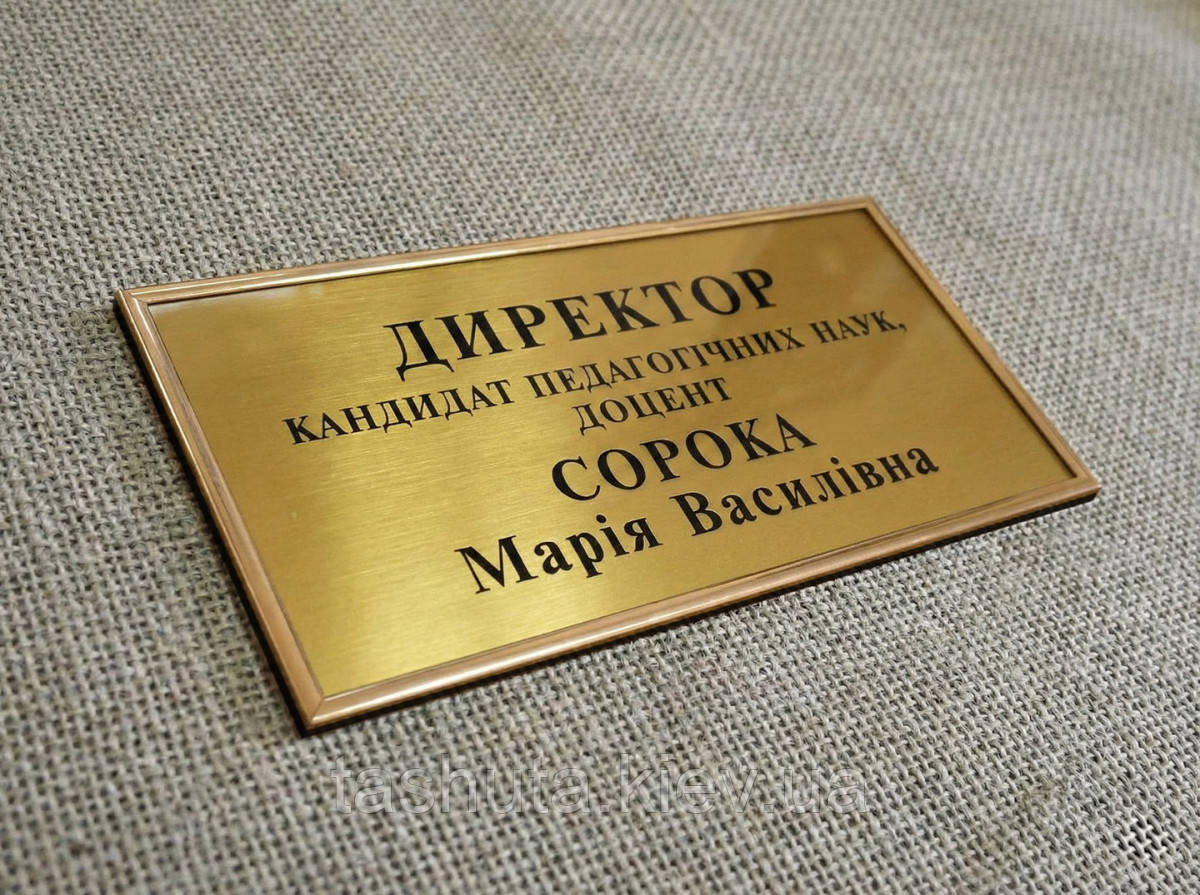 ДИРЕКТОР
КАНДИДАТ ПЕДАГОГІЧНИХ НАУК,
ДОЦЕНТ
СОРОКА
Марія Василівна
tashuta.kiev.ua